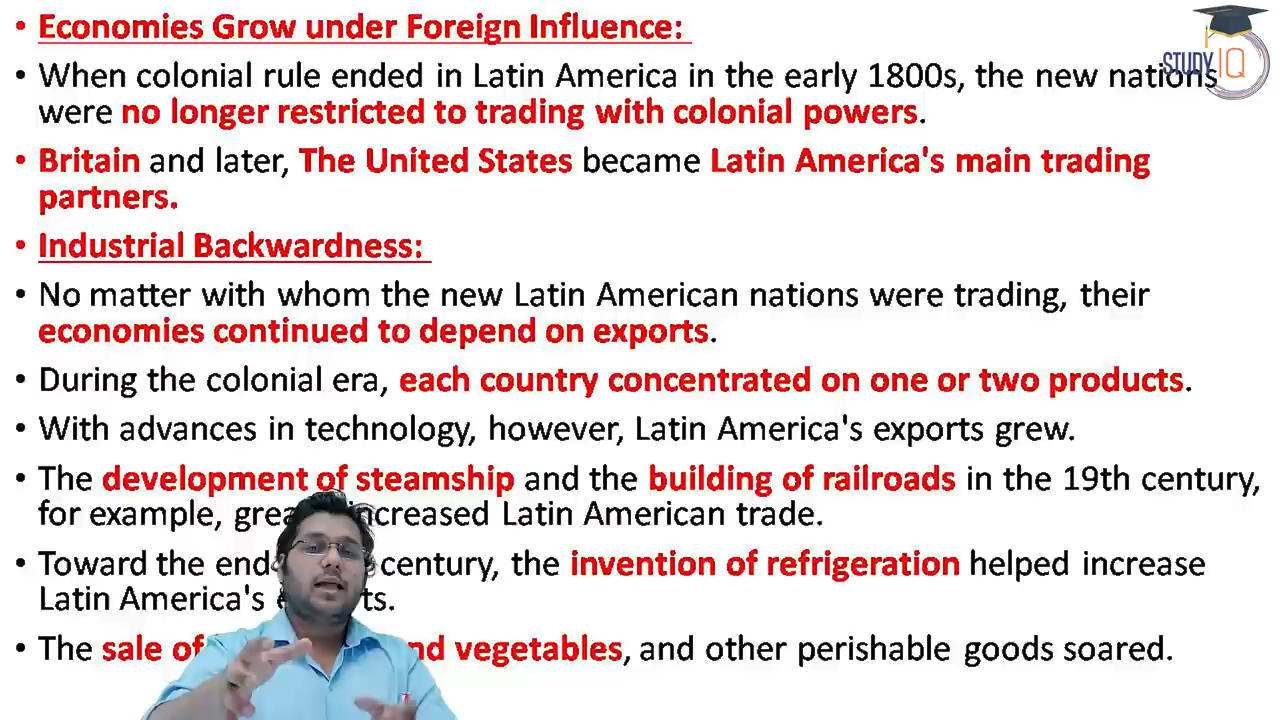 • Economies Grow under Foreign Influence:
• When colonial rule ended in Latin America in the early 1800s, the new nations
were no longer restricted to trading with colonial powers.
• Britain and later, The United States became Latin America's main trading
partners.
• Industrial Backwardness:
• No matter with whom the new Latin American nations were trading, their
economies continued to depend on exports.
• During the colonial era, each country concentrated on one or two products.
• With advances in technology, however, Latin America's exports grew.
• The development of steamship and the building of railroads in the 19th century,
for example, increased Latin American trade.
• Toward the end century, the invention of refrigeration helped increase
Latin America's
• The sale of vegetables, and other perishable goods soared.
STUDY IQ